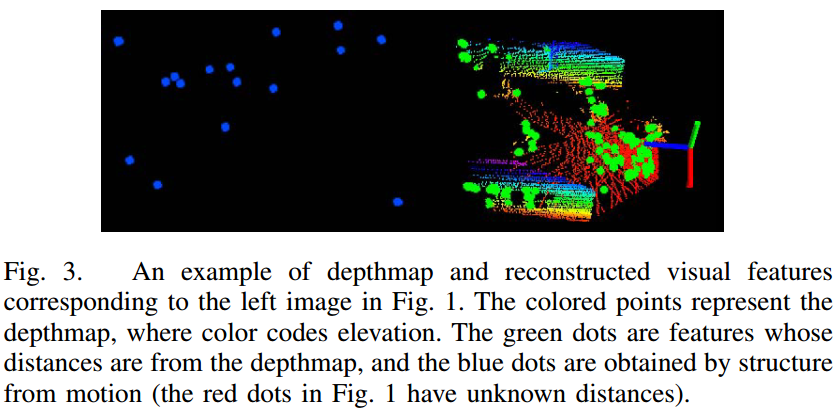 Fig. 3. An example of depthmap and reconstructed visual features
corresponding to the left image in Fig. 1. The colored points represent the
depthmap, where color codes elevation. The green dots are features whose
distances are from the depthmap, and the blue dots are obtained by structure
from motion (the red dots in Fig. 1 have unknown distances).